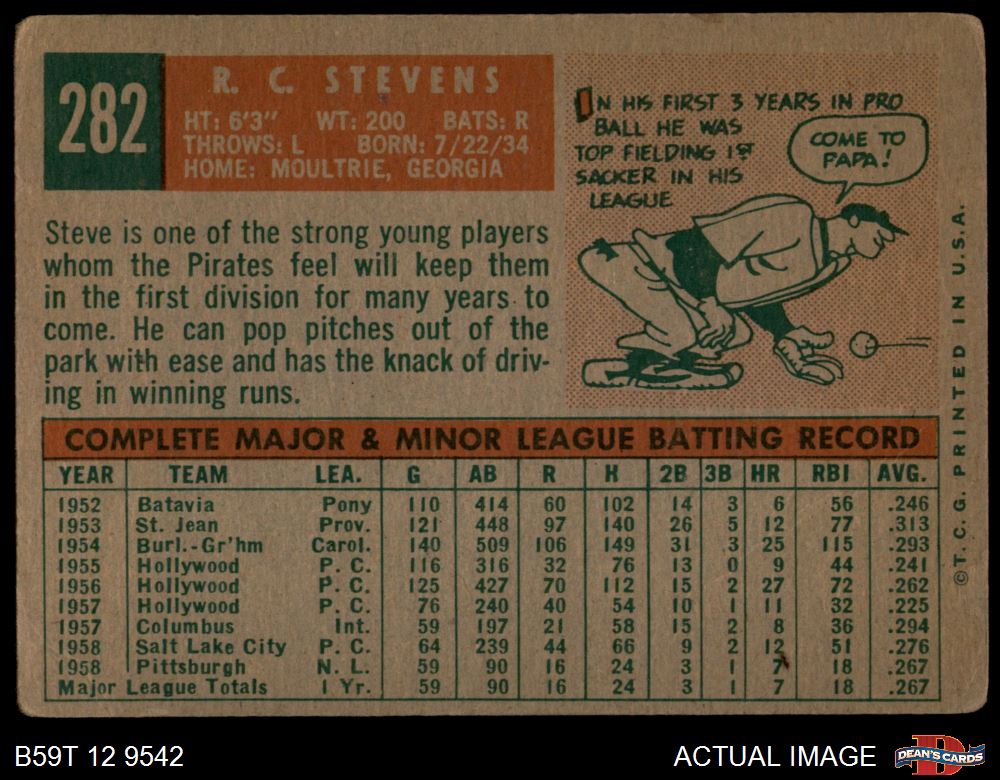 282
R. C. STEVENS
HT: 6'3" WT: 200 BATS: R
THROWS: L BORN: 7/22/34
HOME: MOULTRIE, GEORGIA
IN HIS FIRST 3 YEARS IN PRO
BALL HE WAS
TOP FIELDING 1ST
SACKER IN HIS
LEAGUE
COME TO
PAPA!
Steve is one of the strong young players
whom the Pirates feel will keep them
in the first division for many years to
come. He can pop pitches out of the
park with ease and has the knack of driv-
ing in winning runs.
COMPLETE MAJOR & MINOR LEAGUE BATTING RECORD
YEAR TEAM LEA. G AB R H 2B 3B HR RBI AVG.
1952 Batavia Pony 110 414 60 102 14 3 6 56 .246
1953 St. Jean Prov. 121 448 97 140 26 5 12 77 .313
1954 Burl.-Gr'hm Carol. 140 509 106 149 31 3 25 115 .293
1955 Hollywood P. C. 116 316 32 76 13 0 9 44 .241
1956 Hollywood P. C. 125 427 70 112 15 2 27 72 .262
1957 Hollywood P. C. 76 240 40 54 10 1 11 32 .225
1957 Columbus Int. 59 197 21 58 15 2 8 36 .294
1958 Salt Lake City P. C. 64 239 44 66 9 2 12 51 .276
1958 Pittsburgh N. L. 59 90 16 24 3 1 7 18 .267
Major League Totals 1 Yr. 59 90 16 24 3 1 7 18 .267
©T. C. G. PRINTED IN U.S.A.
B59T 12 9542
ACTUAL IMAGE
DEAN'S CARDS